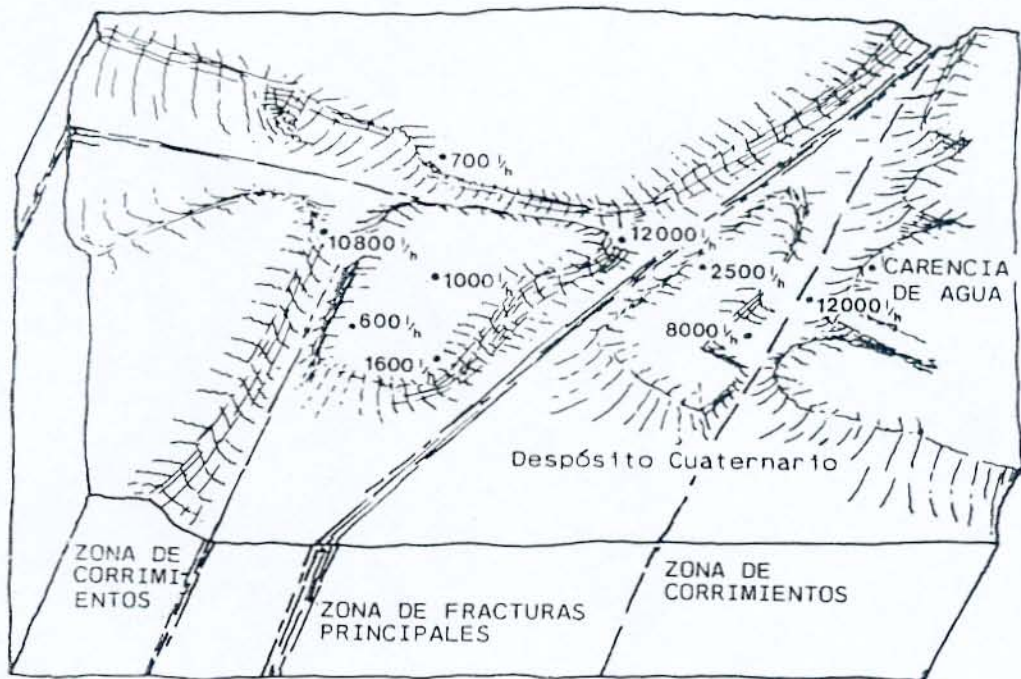 700 l/h
10800 l/h
12000 l/h
1000 l/h
2500 l/h
CARENCIA
DE AGUA
12000 l/h
600 l/h
8000 l/h
1600 l/h
Despósito Cuaternario
ZONA DE
CORRIMI-
ENTOS
ZONA DE FRACTURAS
PRINCIPALES
ZONA DE
CORRIMIENTOS